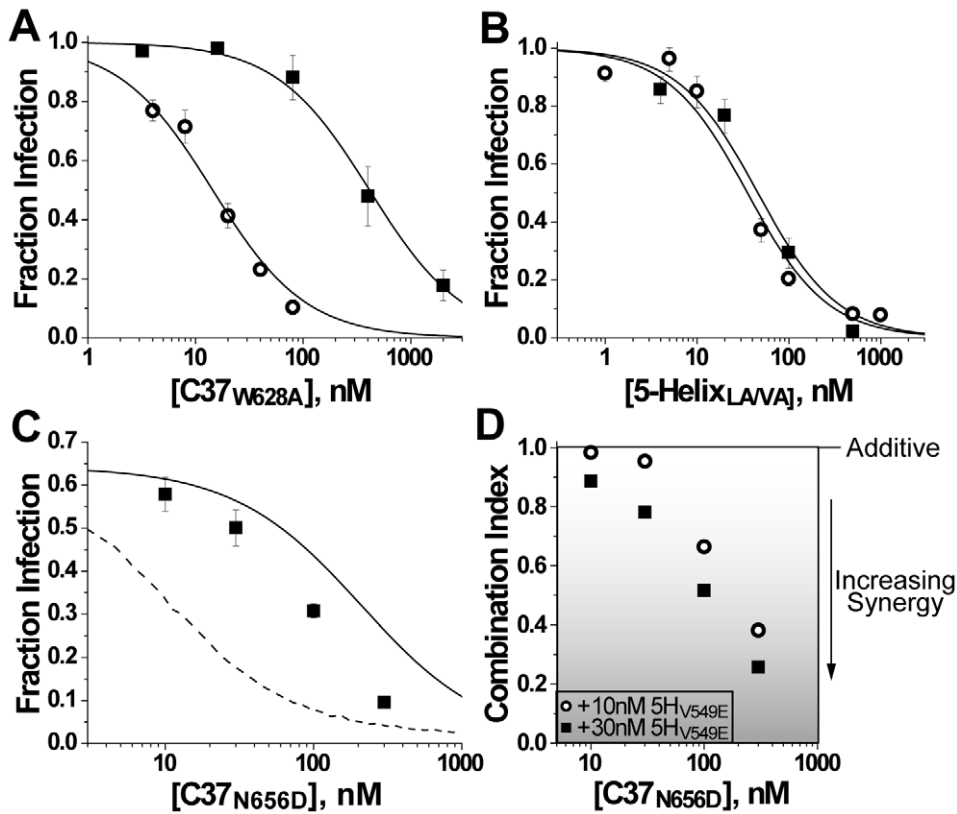 A
1.0
0.8
0.6
0.4
0.2
0.0
Fraction Infection
1
10
100
1000
[C37W628A], nM
B
1.0
0.8
0.6
0.4
0.2
0.0
Fraction Infection
1
10
100
1000
[5-HelixLA/VA], nM
C
0.7
0.6
0.5
0.4
0.3
0.2
0.1
0.0
Fraction Infection
10
100
1000
[C37N656D], nM
D
1.0
0.8
0.6
0.4
0.2
0.0
Combination Index
Additive
Increasing
Synergy
+10nM 5HV549E
+30nM 5HV549E
10
100
1000
[C37N656D], nM